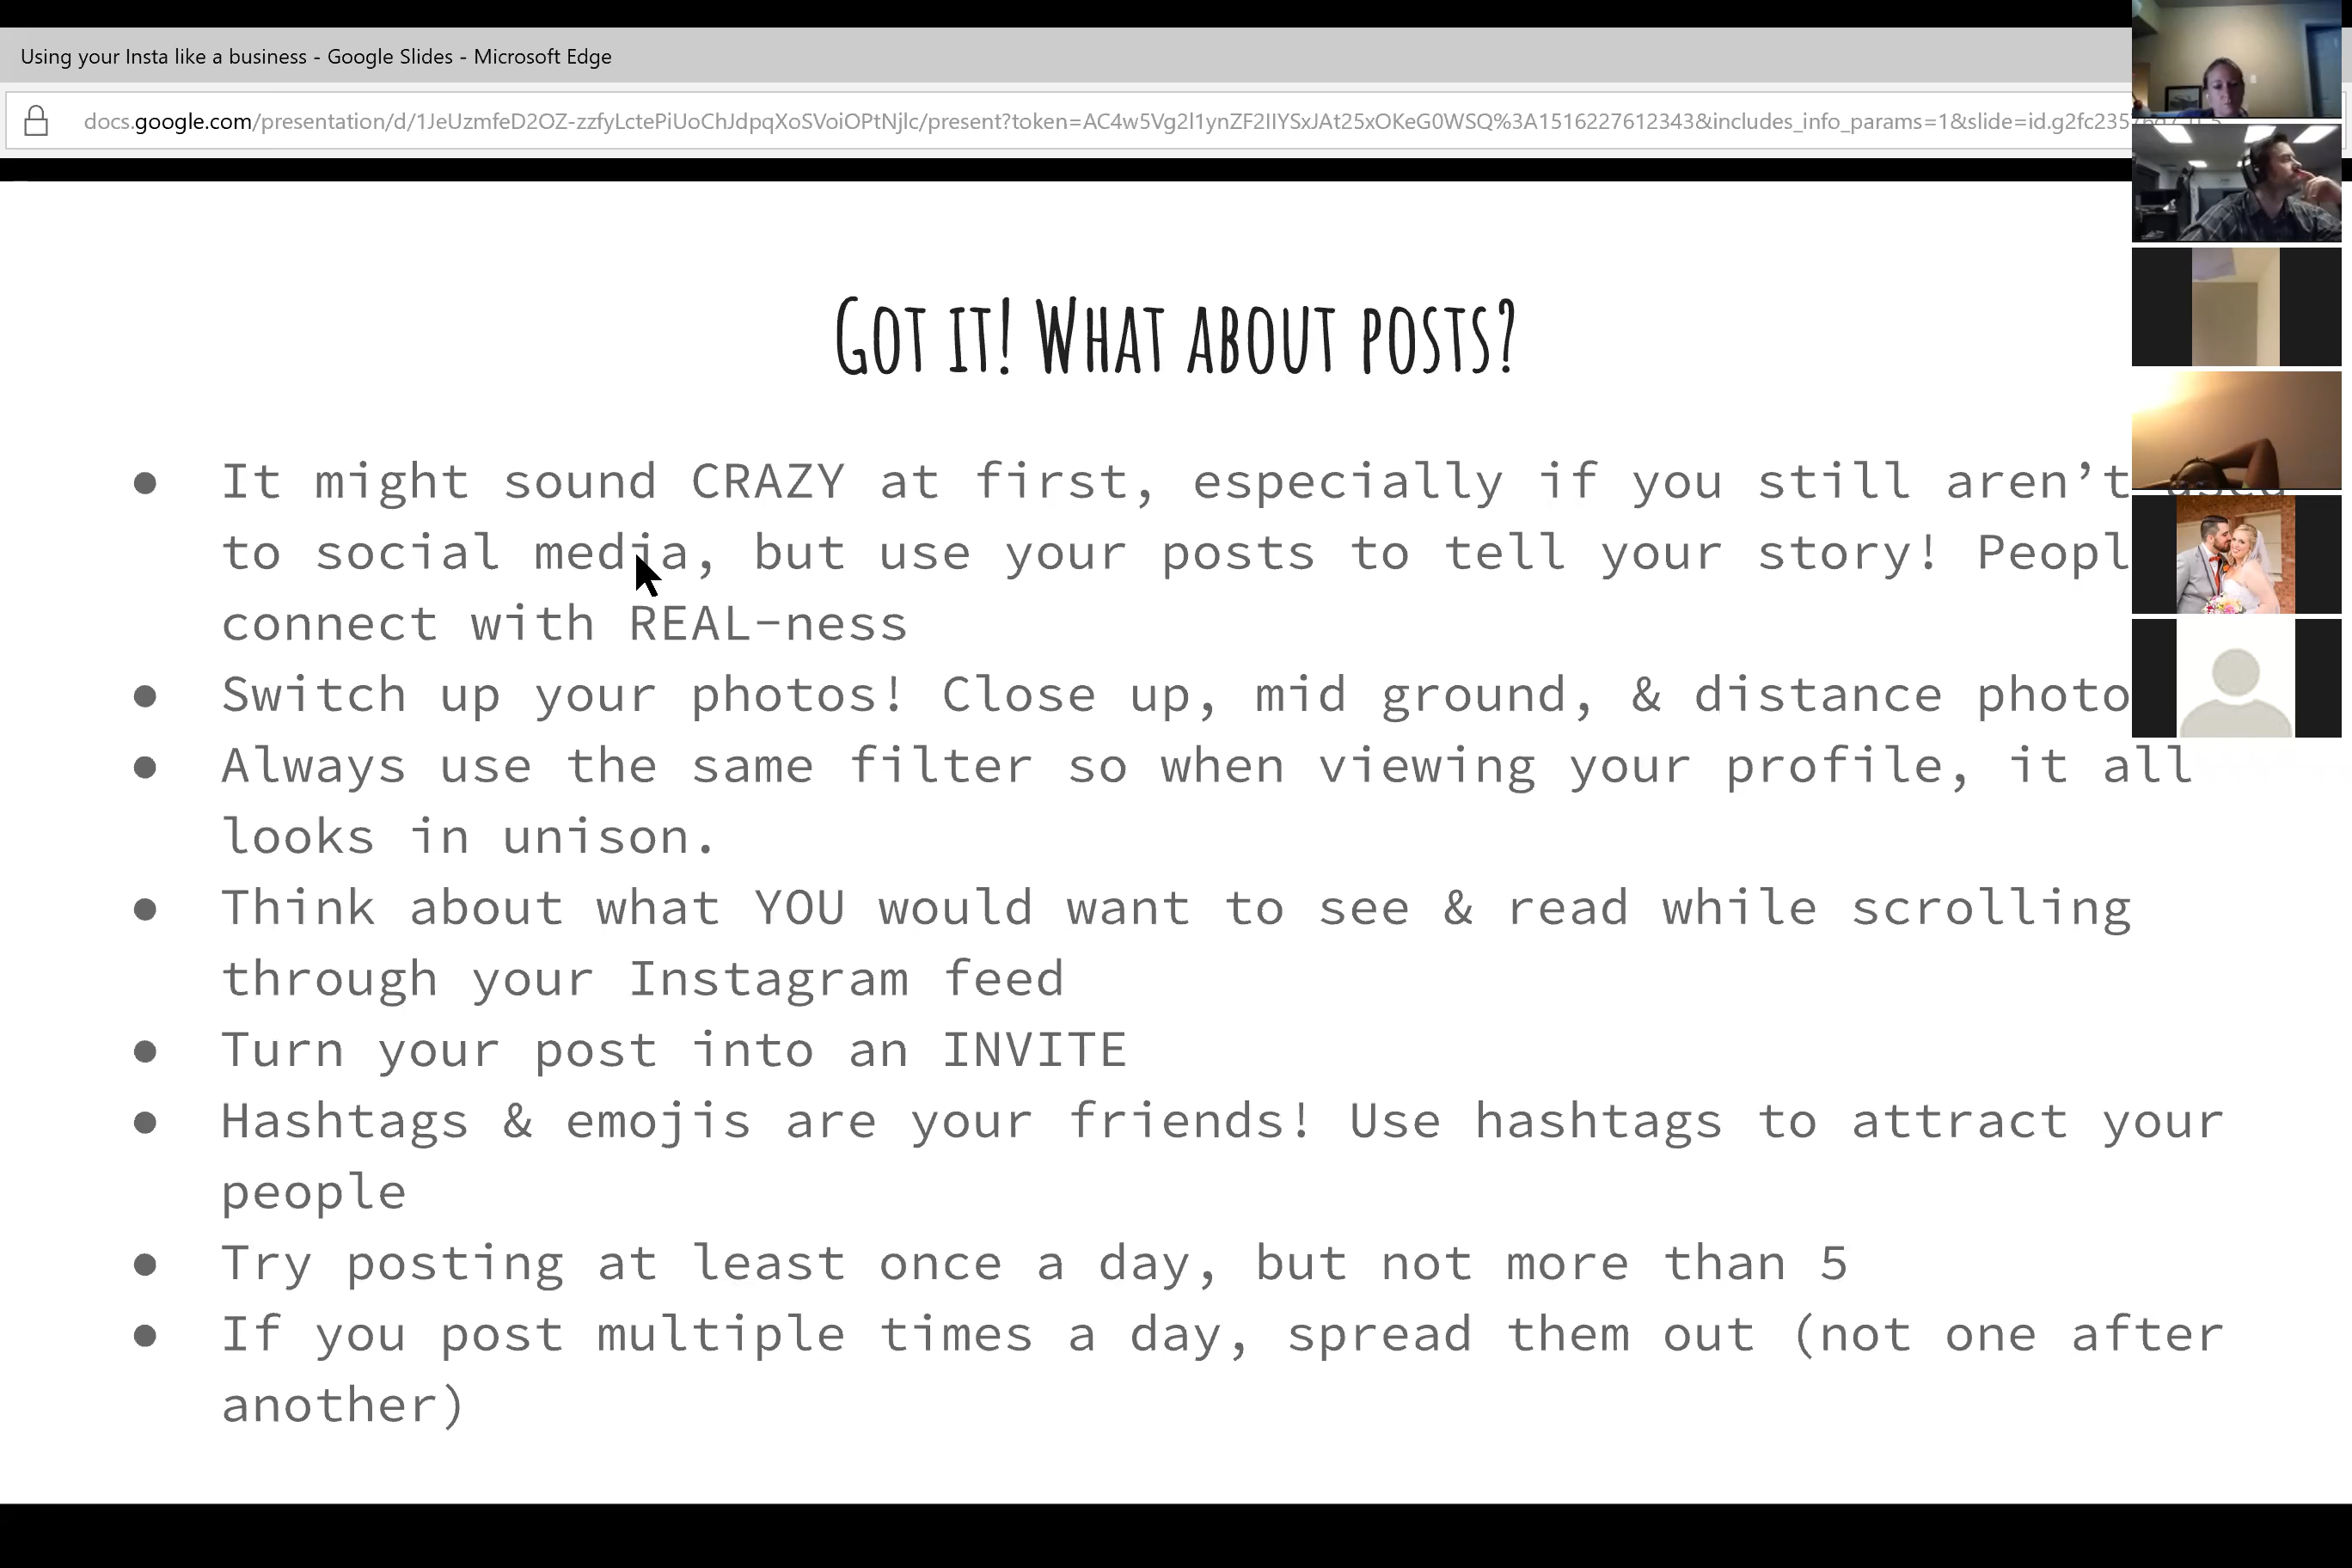 Using your Insta like a business - Google Slides - Microsoft Edge
docs.google.com/presentation/d/1JeUzmfeD2OZ-zzfyLctePiUoChJdpqXoSVoiOPtNjlc/present?token=AC4w5Vg2l1ynZF2IIYSxJAt25xOKeG0WSQ%3A1516227612343&includes_info_params=1&slide=id.g2fc235
Got it! What about posts?
● It might sound CRAZY at first, especially if you still aren’t
to social media, but use your posts to tell your story! Peopl
connect with REAL-ness
● Switch up your photos! Close up, mid ground, & distance photo
● Always use the same filter so when viewing your profile, it all
looks in unison.
● Think about what YOU would want to see & read while scrolling
through your Instagram feed
● Turn your post into an INVITE
● Hashtags & emojis are your friends! Use hashtags to attract your
people
● Try posting at least once a day, but not more than 5
● If you post multiple times a day, spread them out (not one after
another)